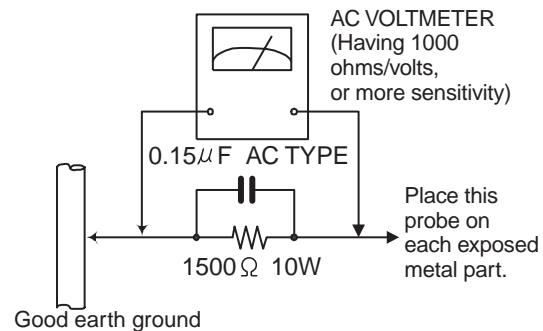 AC VOLTMETER
(Having 1000
ohms/volts,
or more sensitivity)
0.15μF AC TYPE
Place this
probe on
each exposed
metal part.
1500Ω 10W
Good earth ground